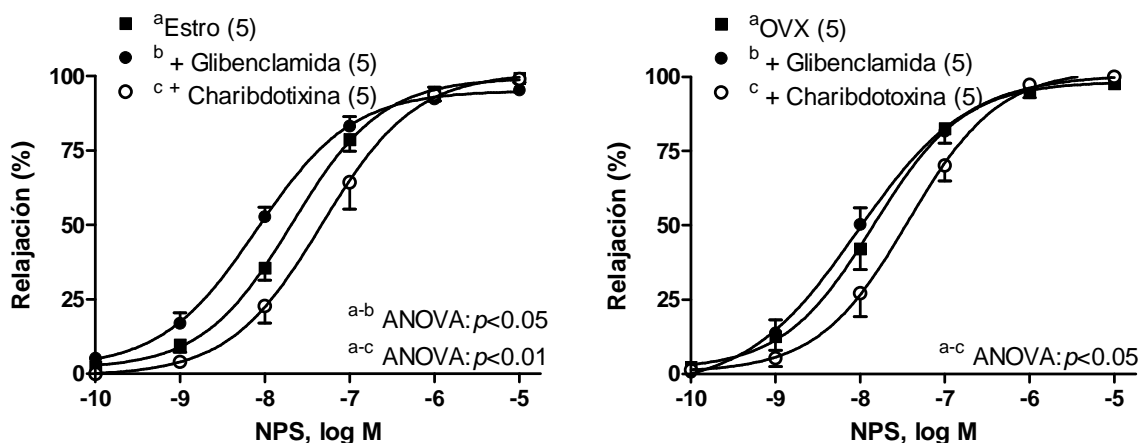 ᵃEstro (5)
ᵇ + Glibenclamida (5)
ᶜ ⁺ Charibdotixina (5)
100
75
50
25
0
Relajación (%)
ᵃ⁻ᵇ ANOVA: p<0.05
ᵃ⁻ᶜ ANOVA: p<0.01
-10 -9 -8 -7 -6 -5
NPS, log M
ᵃOVX (5)
ᵇ + Glibenclamida (5)
ᶜ + Charibdotoxina (5)
100
75
50
25
0
Relajación (%)
ᵃ⁻ᶜ ANOVA: p<0.05
-10 -9 -8 -7 -6 -5
NPS, log M